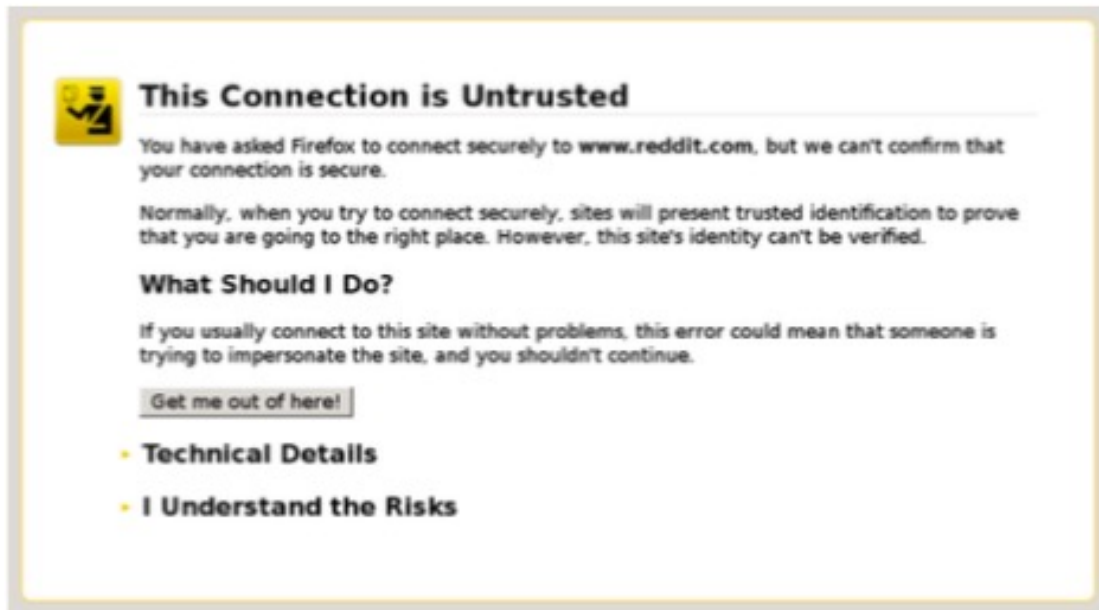 This Connection is Untrusted
You have asked Firefox to connect securely to www.reddit.com, but we can't confirm that
your connection is secure.
Normally, when you try to connect securely, sites will present trusted identification to prove
that you are going to the right place. However, this site's identity can't be verified.
What Should I Do?
If you usually connect to this site without problems, this error could mean that someone is
trying to impersonate the site, and you shouldn't continue.
Get me out of here!
Technical Details
I Understand the Risks